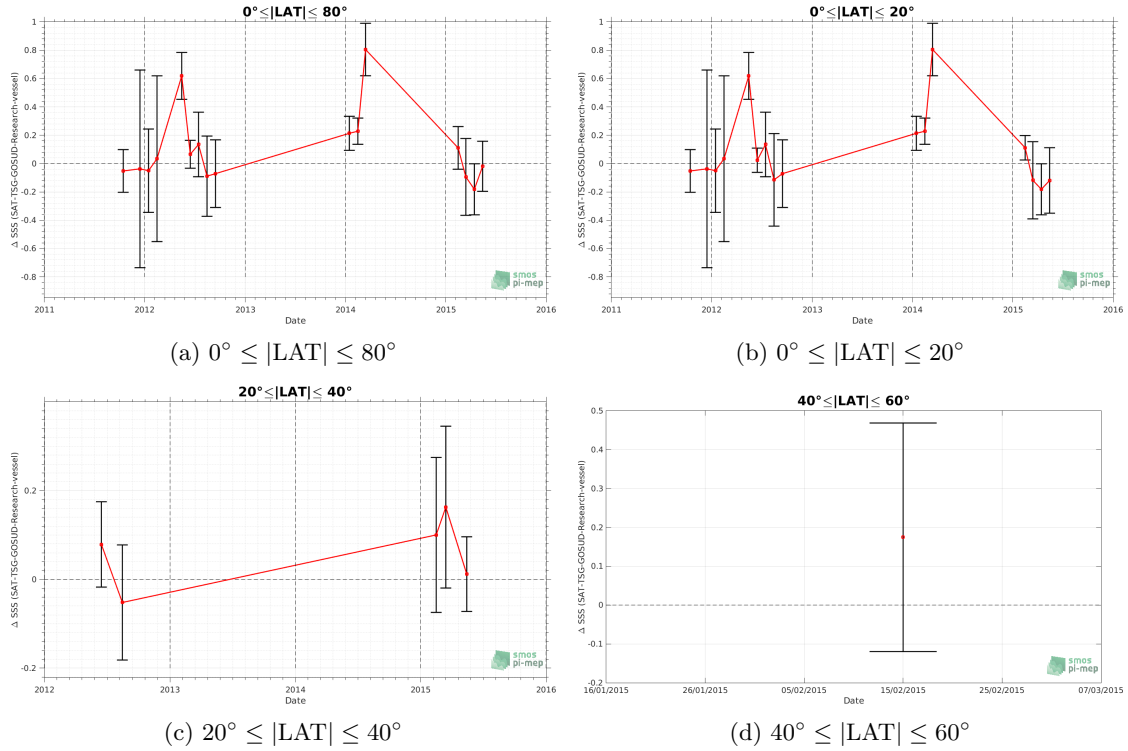 0°≤|LAT|≤ 80°
1
0.8
0.6
0.4
0.2
0
-0.2
-0.4
-0.6
-0.8
Δ SSS (SAT-TSG-GOSUD-Research-vessel)
smos
pi-mep
2011 2012 2013 2014 2015 2016
Date
(a) 0° ≤ |LAT| ≤ 80°
0°≤|LAT|≤ 20°
1
0.8
0.6
0.4
0.2
0
-0.2
-0.4
-0.6
-0.8
Δ SSS (SAT-TSG-GOSUD-Research-vessel)
smos
pi-mep
2011 2012 2013 2014 2015 2016
Date
(b) 0° ≤ |LAT| ≤ 20°
20°≤|LAT|≤ 40°
0.2
0
-0.2
Δ SSS (SAT-TSG-GOSUD-Research-vessel)
smos
pi-mep
2012 2013 2014 2015 2016
Date
(c) 20° ≤ |LAT| ≤ 40°
40°≤|LAT|≤ 60°
0.5
0.4
0.3
0.2
0.1
0
-0.1
-0.2
Δ SSS (SAT-TSG-GOSUD-Research-vessel)
smos
pi-mep
16/01/2015 26/01/2015 05/02/2015 15/02/2015 25/02/2015 07/03/2015
Date
(d) 40° ≤ |LAT| ≤ 60°